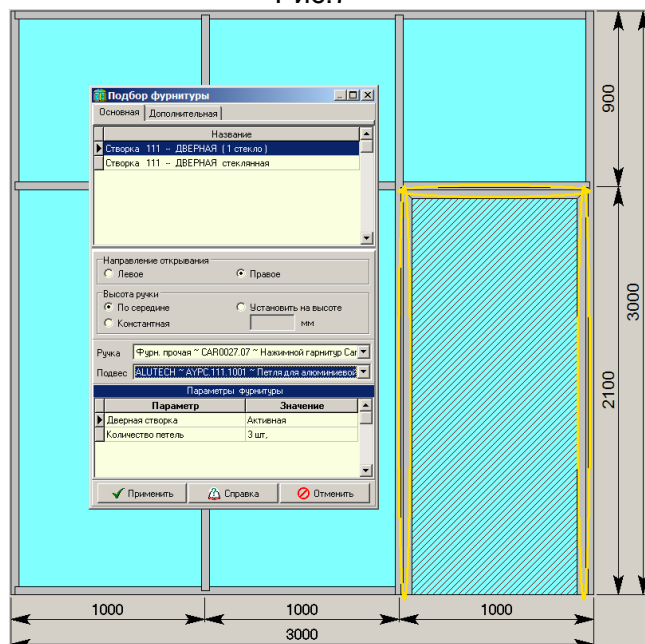 Рис.7
Подбор фурнитуры
Основная Дополнительная
Название
Створка 111 - ДВЕРНАЯ ( 1 стекло )
Створка 111 - ДВЕРНАЯ стеклянная
Направление открывания
Левое Правое
Высота ручки
По середине Установить на высоте
Константная мм
Ручка Фурн. прочая ~ CAR0027.07 ~ Нажимной гарнитур Car
Подвес ALUTECH ~ AYPC.111.1001 ~ Петля для алюминиевой
Параметры фурнитуры
Параметр Значение
Дверная створка Активная
Количество петель 3 шт,
Применить Справка Отменить
900
3000
2100
1000 1000 1000
3000